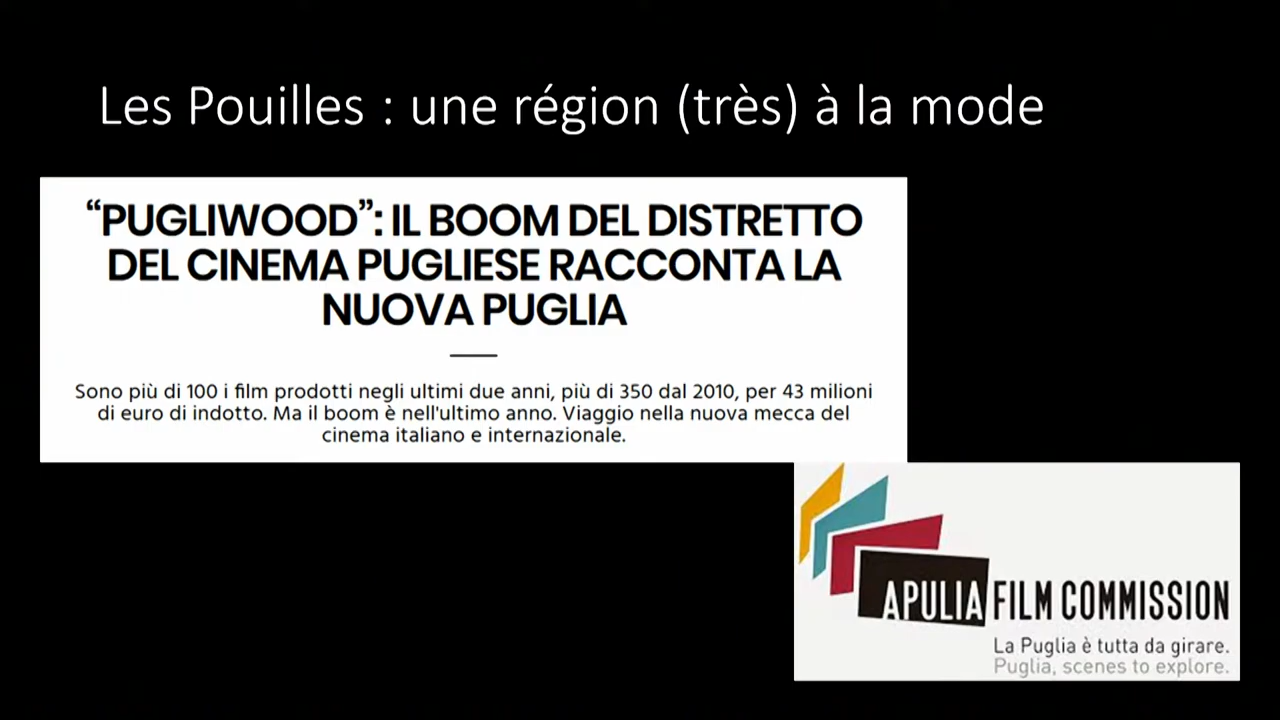 Les Pouilles : une région (très) à la mode
“PUGLIWOOD”: IL BOOM DEL DISTRETTO
DEL CINEMA PUGLIESE RACCONTA LA
NUOVA PUGLIA
Sono più di 100 i film prodotti negli ultimi due anni, più di 350 dal 2010, per 43 milioni
di euro di indotto. Ma il boom è nell'ultimo anno. Viaggio nella nuova mecca del
cinema italiano e internazionale.
APULIA FILM COMMISSION
La Puglia è tutta da girare.
Puglia, scenes to explore.